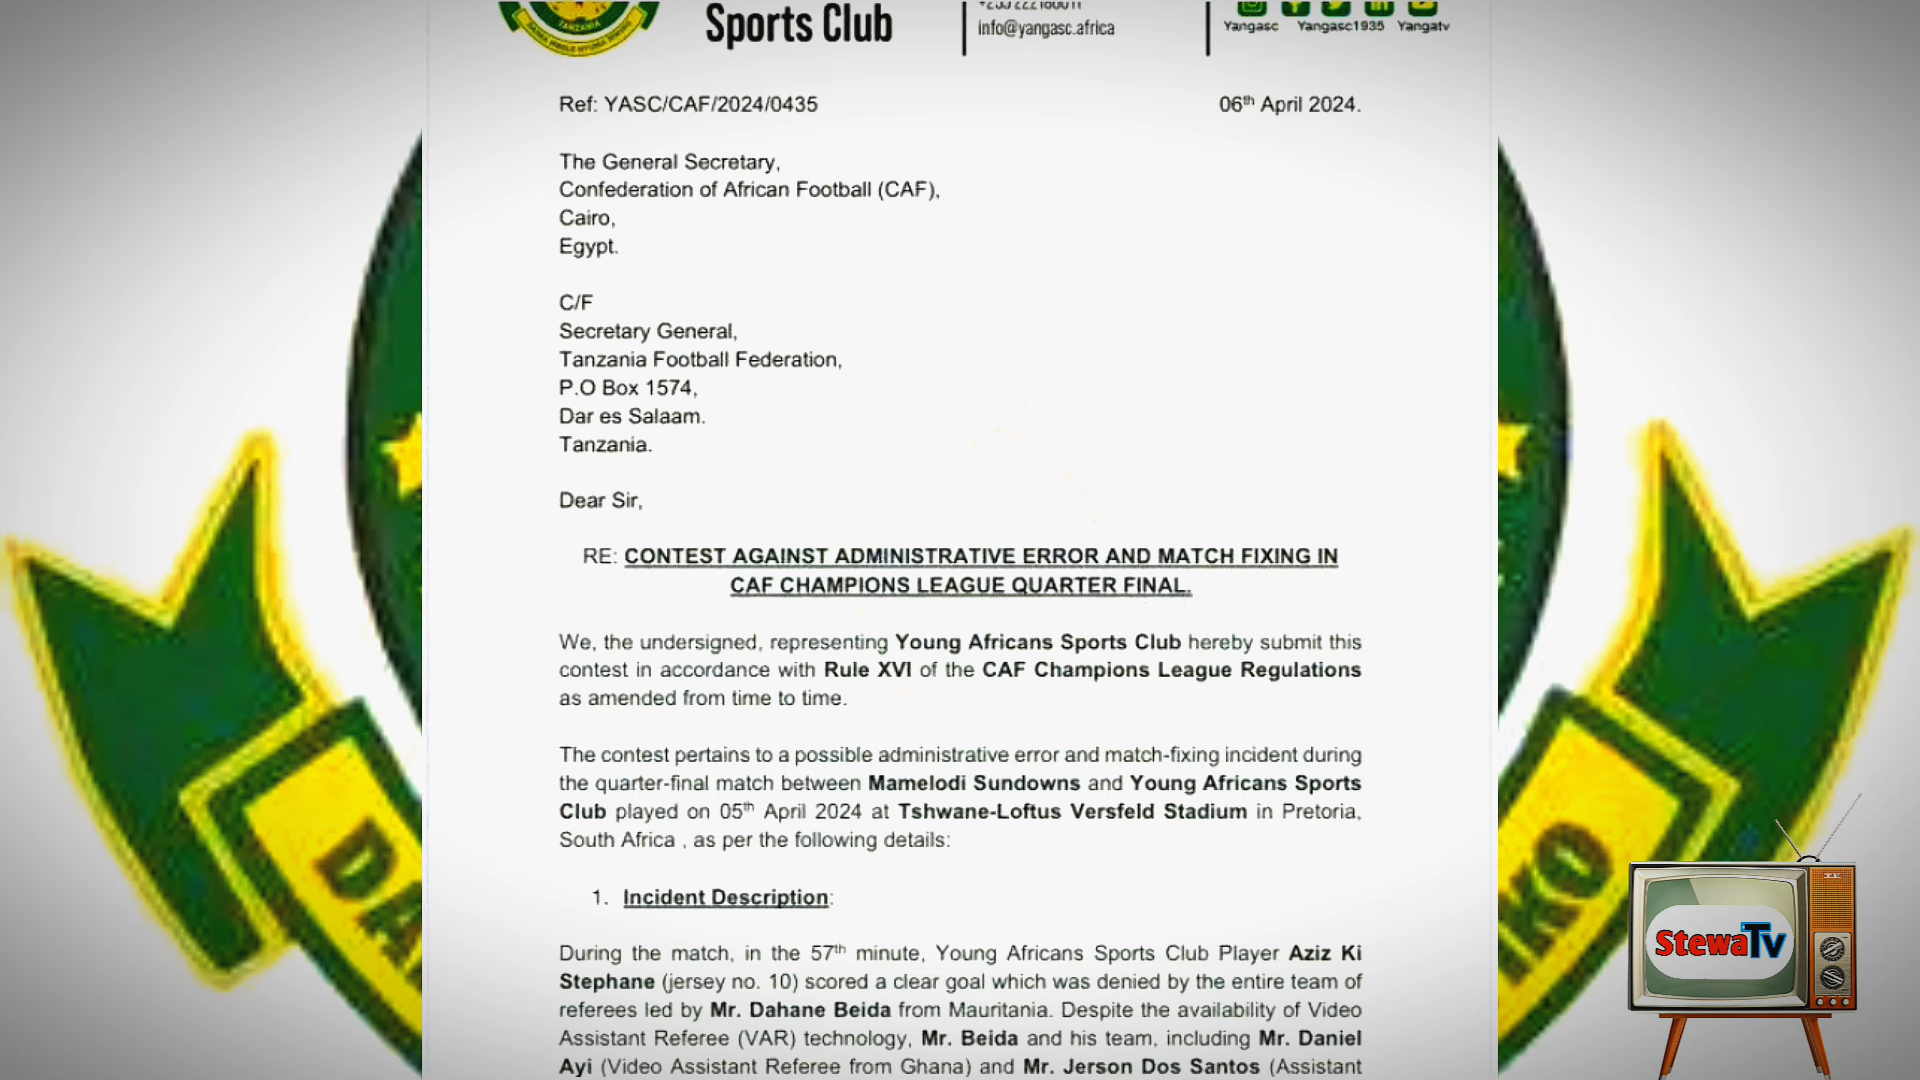 TANZANIA
Sports Club
info@yangasc.africa
Yangasc Yangasc1935 Yangatv
Ref: YASC/CAF/2024/0435
06th April 2024.
The General Secretary,
Confederation of African Football (CAF),
Cairo,
Egypt.
C/F
Secretary General,
Tanzania Football Federation,
P.O Box 1574,
Dar es Salaam.
Tanzania.
Dear Sir,
RE: CONTEST AGAINST ADMINISTRATIVE ERROR AND MATCH FIXING IN
CAF CHAMPIONS LEAGUE QUARTER FINAL.
We, the undersigned, representing Young Africans Sports Club hereby submit this
contest in accordance with Rule XVI of the CAF Champions League Regulations
as amended from time to time.
The contest pertains to a possible administrative error and match-fixing incident during
the quarter-final match between Mamelodi Sundowns and Young Africans Sports
Club played on 05th April 2024 at Tshwane-Loftus Versfeld Stadium in Pretoria,
South Africa , as per the following details:
1. Incident Description:
During the match, in the 57th minute, Young Africans Sports Club Player Aziz Ki
Stephane (jersey no. 10) scored a clear goal which was denied by the entire team of
referees led by Mr. Dahane Beida from Mauritania. Despite the availability of Video
Assistant Referee (VAR) technology, Mr. Beida and his team, including Mr. Daniel
Ayi (Video Assistant Referee from Ghana) and Mr. Jerson Dos Santos (Assistant
DA
KO
StewaTv